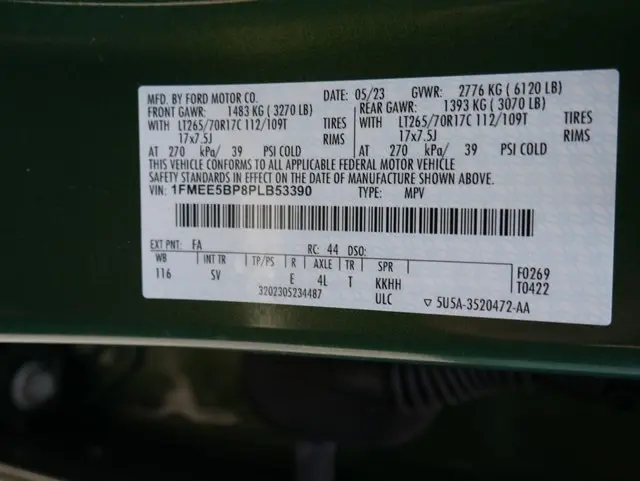 MFD. BY FORD MOTOR CO. DATE: 05/23 GVWR: 2776 KG ( 6120 LB)
FRONT GAWR: 1483 KG ( 3270 LB) REAR GAWR: 1393 KG ( 3070 LB)
WITH LT265/70R17C 112/109T TIRES WITH LT265/70R17C 112/109T TIRES
17x7.5J RIMS 17x7.5J RIMS
AT 270 kPa/ 39 PSI COLD AT 270 kPa/ 39 PSI COLD
THIS VEHICLE CONFORMS TO ALL APPLICABLE FEDERAL MOTOR VEHICLE
SAFETY STANDARDS IN EFFECT ON THE DATE OF MANUFACTURE SHOWN ABOVE.
VIN: 1FMEE5BP8PLB53390 TYPE: MPV
EXT PNT: FA RC: 44 DSO:
WB INT TR TP/PS R AXLE TR SPR F0269
116 SV E 4L T KKHH T0422
3202305234487 ULC ▽ 5U5A-3520472-AA